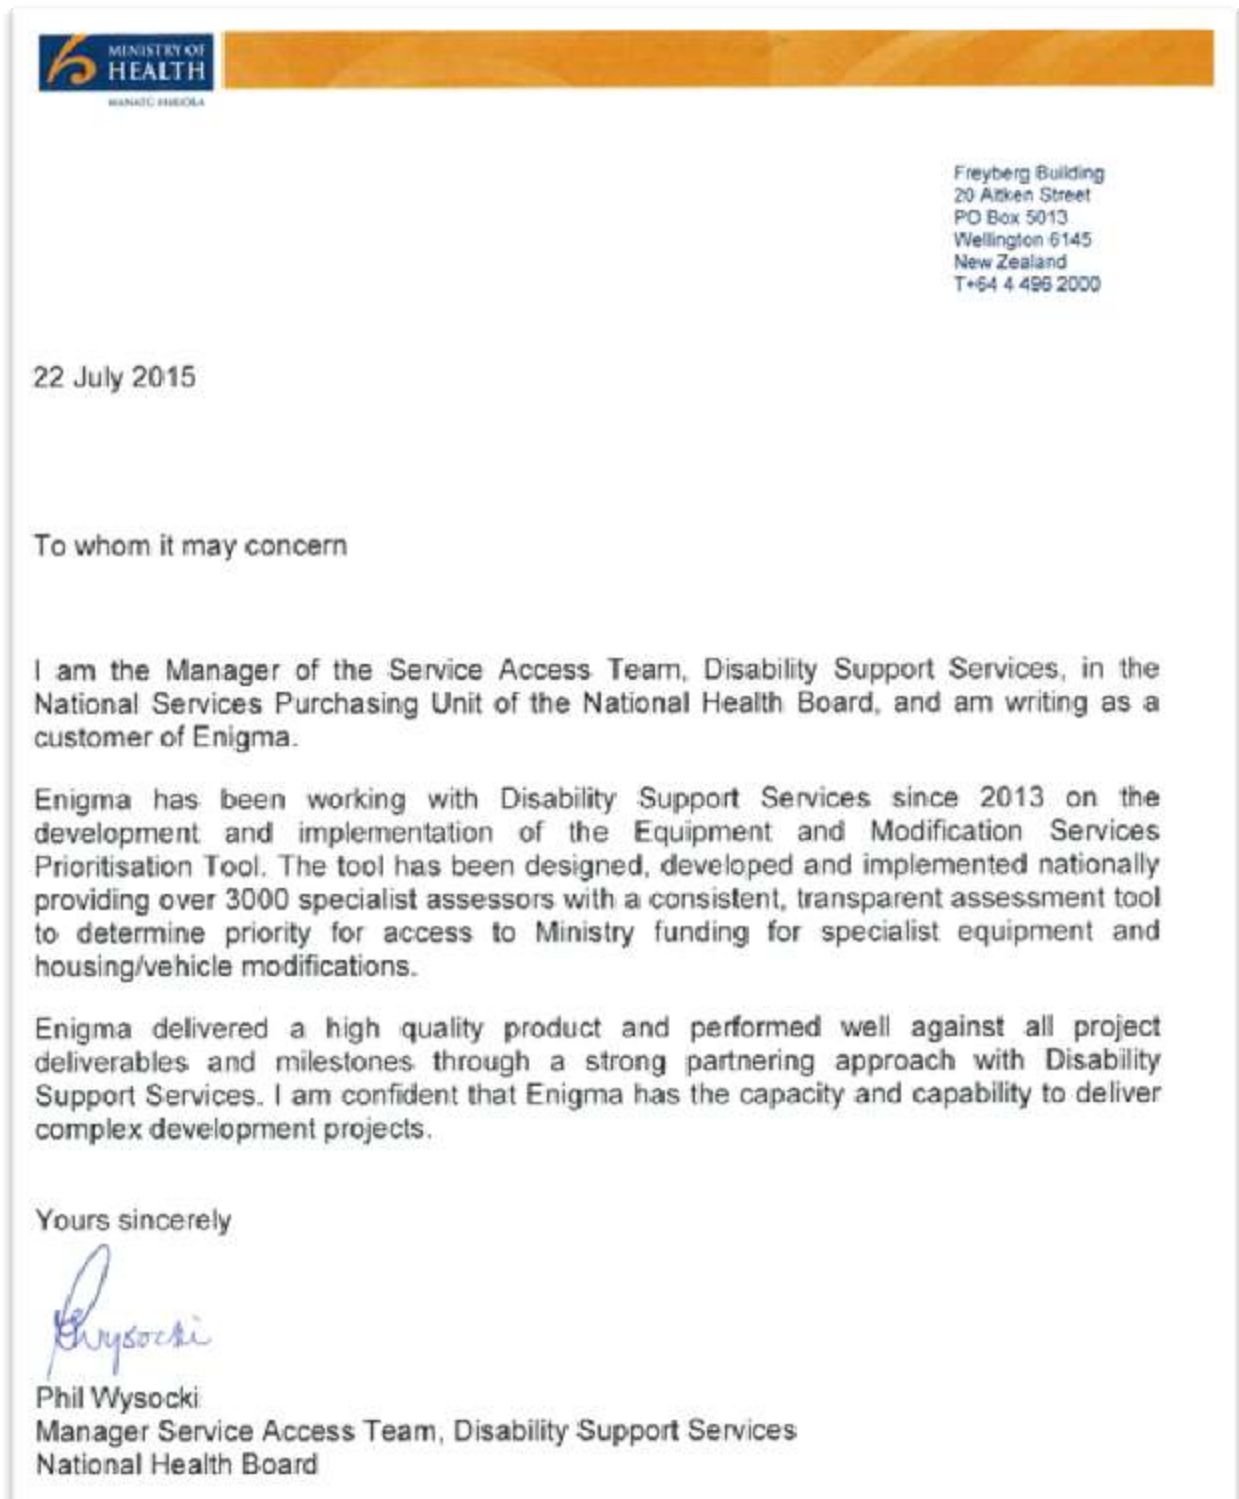 MINISTRY OF
HEALTH
MANATŪ HAUORA
Freyberg Building
20 Aitken Street
PO Box 5013
Wellington 6145
New Zealand
T+64 4 496 2000
22 July 2015
To whom it may concern
I am the Manager of the Service Access Team, Disability Support Services, in the
National Services Purchasing Unit of the National Health Board, and am writing as a
customer of Enigma.
Enigma has been working with Disability Support Services since 2013 on the
development and implementation of the Equipment and Modification Services
Prioritisation Tool. The tool has been designed, developed and implemented nationally
providing over 3000 specialist assessors with a consistent, transparent assessment tool
to determine priority for access to Ministry funding for specialist equipment and
housing/vehicle modifications.
Enigma delivered a high quality product and performed well against all project
deliverables and milestones through a strong partnering approach with Disability
Support Services. I am confident that Enigma has the capacity and capability to deliver
complex development projects.
Yours sincerely
PWysocki
Phil Wysocki
Manager Service Access Team, Disability Support Services
National Health Board